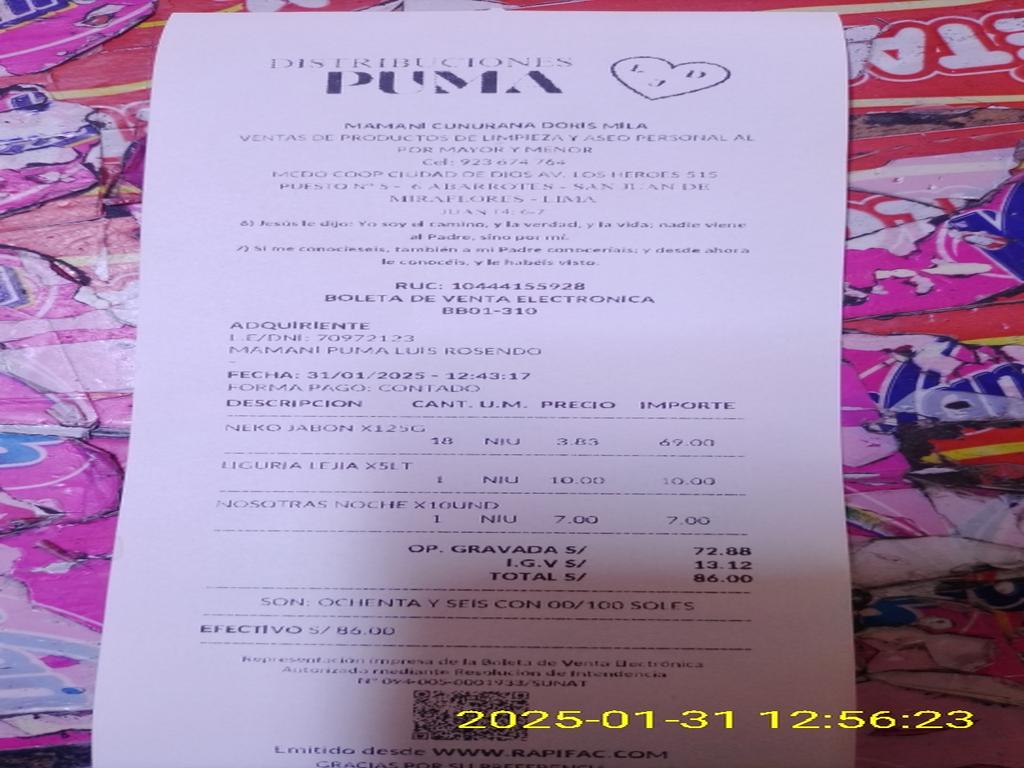 DISTRIBUCIONES
PUMA
L J D
MAMANI CUNURANA DORIS MILA
VENTAS DE PRODUCTOS DE LIMPIEZA Y ASEO PERSONAL AL
POR MAYOR Y MENOR
Cel: 923 674 764
MCDO COOP CIUDAD DE DIOS AV. LOS HEROES 515
PUESTO Nº S - 6 ABARROTES - SAN JUAN DE
MIRAFLORES - LIMA
JUAN 14: 6-7
6) Jesús le dijo: Yo soy el camino, y la verdad, y la vida; nadie viene
al Padre, sino por mí.
7) Si me conocieseis, también a mi Padre conoceríais; y desde ahora
le conocéis, y le habéis visto.
RUC: 10444155928
BOLETA DE VENTA ELECTRONICA
BB01-310
ADQUIRIENTE
L.E/DNI: 70972123
MAMANI PUMA LUIS ROSENDO
-
FECHA: 31/01/2025 - 12:43:17
FORMA PAGO: CONTADO
DESCRIPCION CANT. U.M. PRECIO IMPORTE
NEKO JABON X125G
18 NIU 3.83 69.00
LIGURIA LEJIA X5LT
1 NIU 10.00 10.00
NOSOTRAS NOCHE X10UND
1 NIU 7.00 7.00
OP. GRAVADA S/ 72.88
I.G.V S/ 13.12
TOTAL S/ 86.00
SON: OCHENTA Y SEIS CON 00/100 SOLES
EFECTIVO S/ 86.00
Representación impresa de la Boleta de Venta Electrónica
Autorizado mediante Resolución de Intendencia
N° 094-005-0001933/SUNAT
2025-01-31 12:56:23
Emitido desde WWW.RAPIFAC.COM
GRACIAS POR SU PREFERENCIA